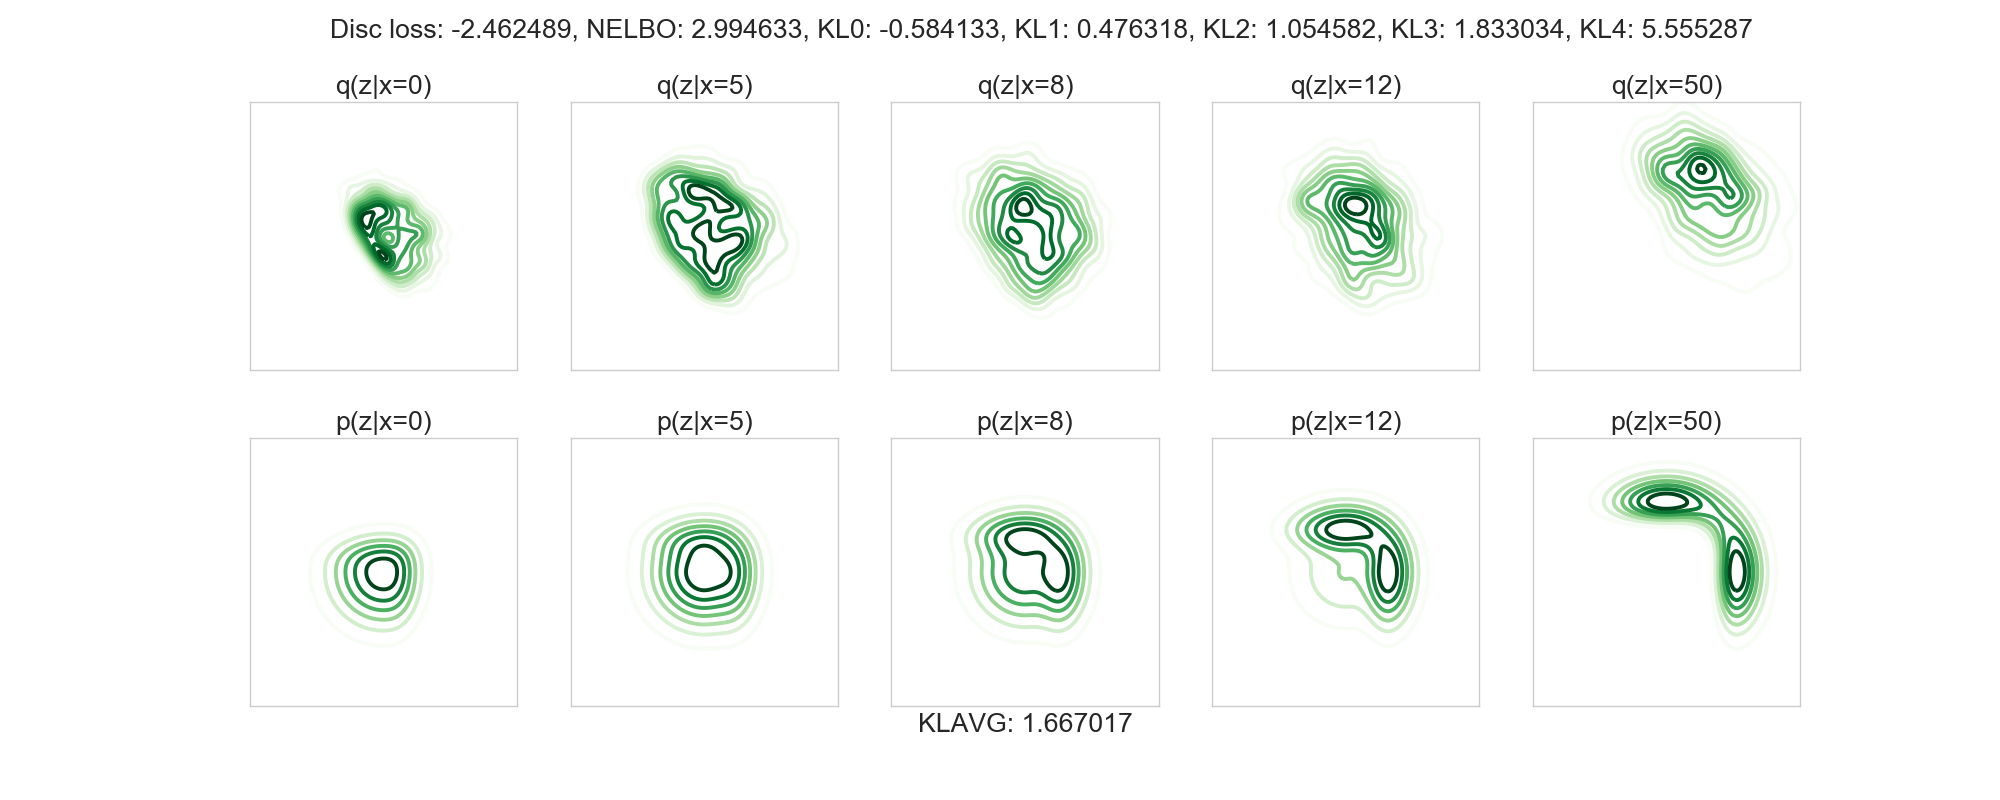 Disc loss: -2.462489, NELBO: 2.994633, KL0: -0.584133, KL1: 0.476318, KL2: 1.054582, KL3: 1.833034, KL4: 5.555287
q(z|x=0) q(z|x=5) q(z|x=8) q(z|x=12) q(z|x=50)
p(z|x=0) p(z|x=5) p(z|x=8) p(z|x=12) p(z|x=50)
KLAVG: 1.667017